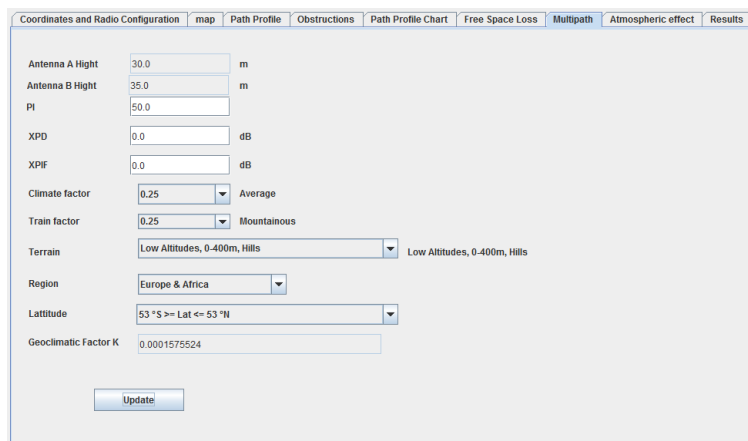 Coordinates and Radio Configuration map Path Profile Obstructions Path Profile Chart Free Space Loss Multipath Atmospheric effect Results
Antenna A Hight 30.0 m
Antenna B Hight 35.0 m
PI 50.0
XPD 0.0 dB
XPIF 0.0 dB
Climate factor 0.25 Average
Train factor 0.25 Mountainous
Terrain Low Altitudes, 0-400m, Hills Low Altitudes, 0-400m, Hills
Region Europe & Africa
Lattitude 53 °S >= Lat <= 53 °N
Geoclimatic Factor K 0.0001575524
Update